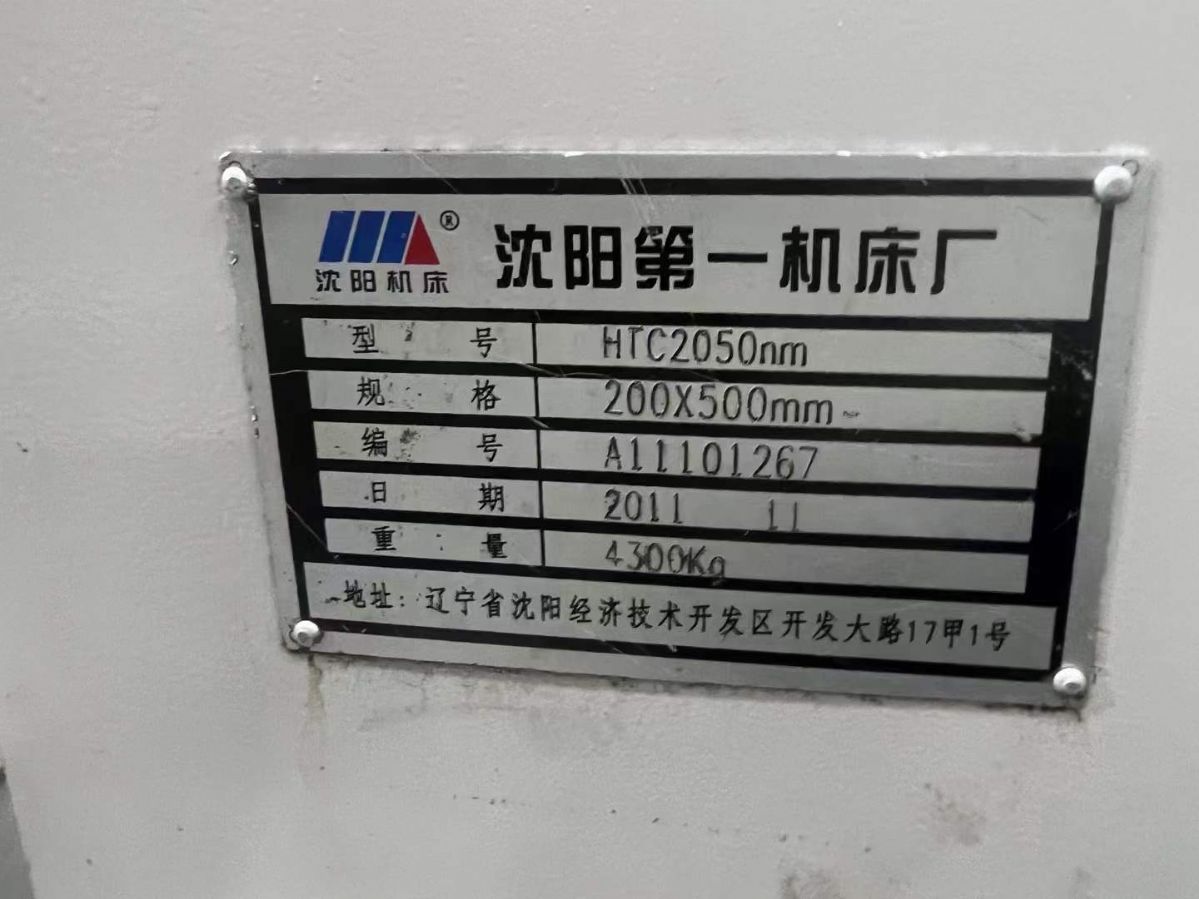 ® 沈阳第一机床厂
沈阳机床
型号 HTC2050nm
规格 200X500mm
编号 A11101267
日期 2011 11
重量 4300Kg
地址：辽宁省沈阳经济技术开发区开发大路17甲1号